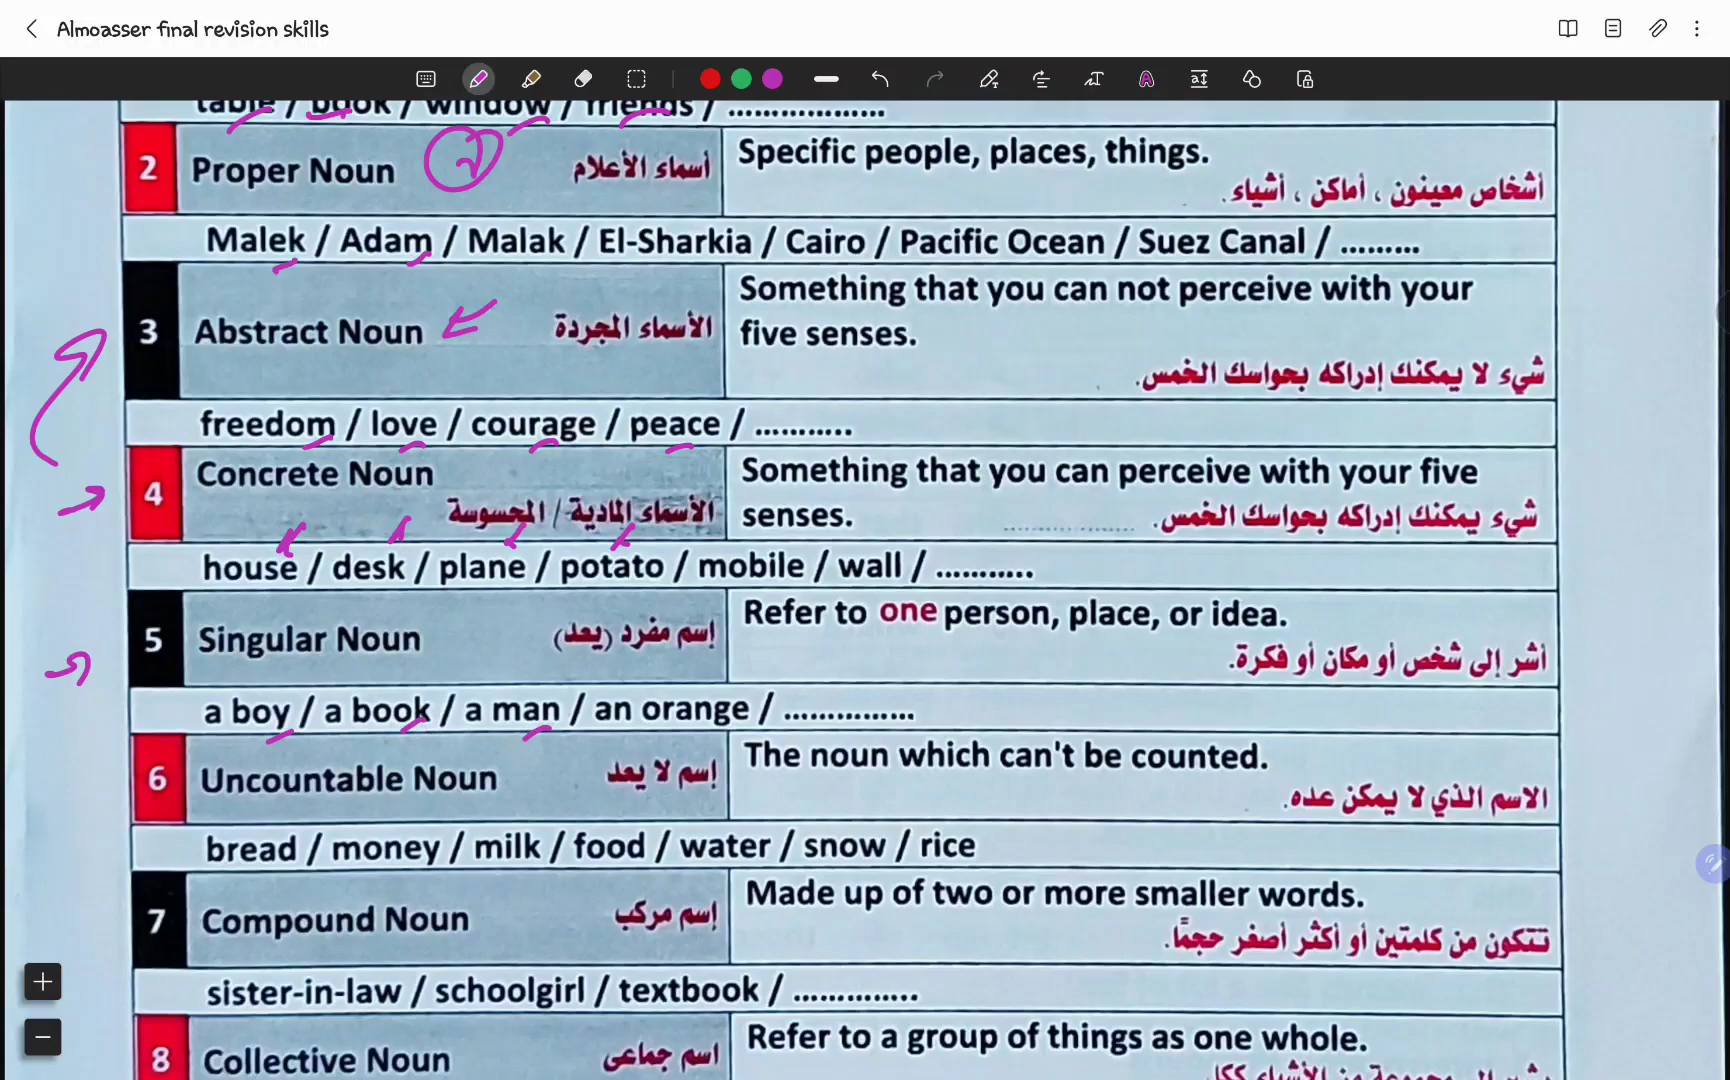 Almoasser final revision skills
table / book / window / friends / ..................
2 Proper Noun أسماء الأعلام
Specific people, places, things.
أشخاص معينون ، أماكن ، أشياء.
Malek / Adam / Malak / El-Sharkia / Cairo / Pacific Ocean / Suez Canal / .........
3 Abstract Noun الأسماء المجردة
Something that you can not perceive with your
five senses.
شيء لا يمكنك إدراكه بحواسك الخمس.
freedom / love / courage / peace / ...........
4 Concrete Noun
الأسماء المادية / المحسوسة
Something that you can perceive with your five
senses. ................ شيء يمكنك إدراكه بحواسك الخمس.
house / desk / plane / potato / mobile / wall / ...........
5 Singular Noun إسم مفرد (يعد)
Refer to one person, place, or idea.
أشر إلى شخص أو مكان أو فكرة.
a boy / a book / a man / an orange / ...............
6 Uncountable Noun إسم لا يعد
The noun which can't be counted.
الاسم الذي لا يمكن عده.
bread / money / milk / food / water / snow / rice
7 Compound Noun إسم مركب
Made up of two or more smaller words.
تتكون من كلمتين أو أكثر أصغر حجمًا.
sister-in-law / schoolgirl / textbook / ..............
8 Collective Noun اسم جماعى
Refer to a group of things as one whole.